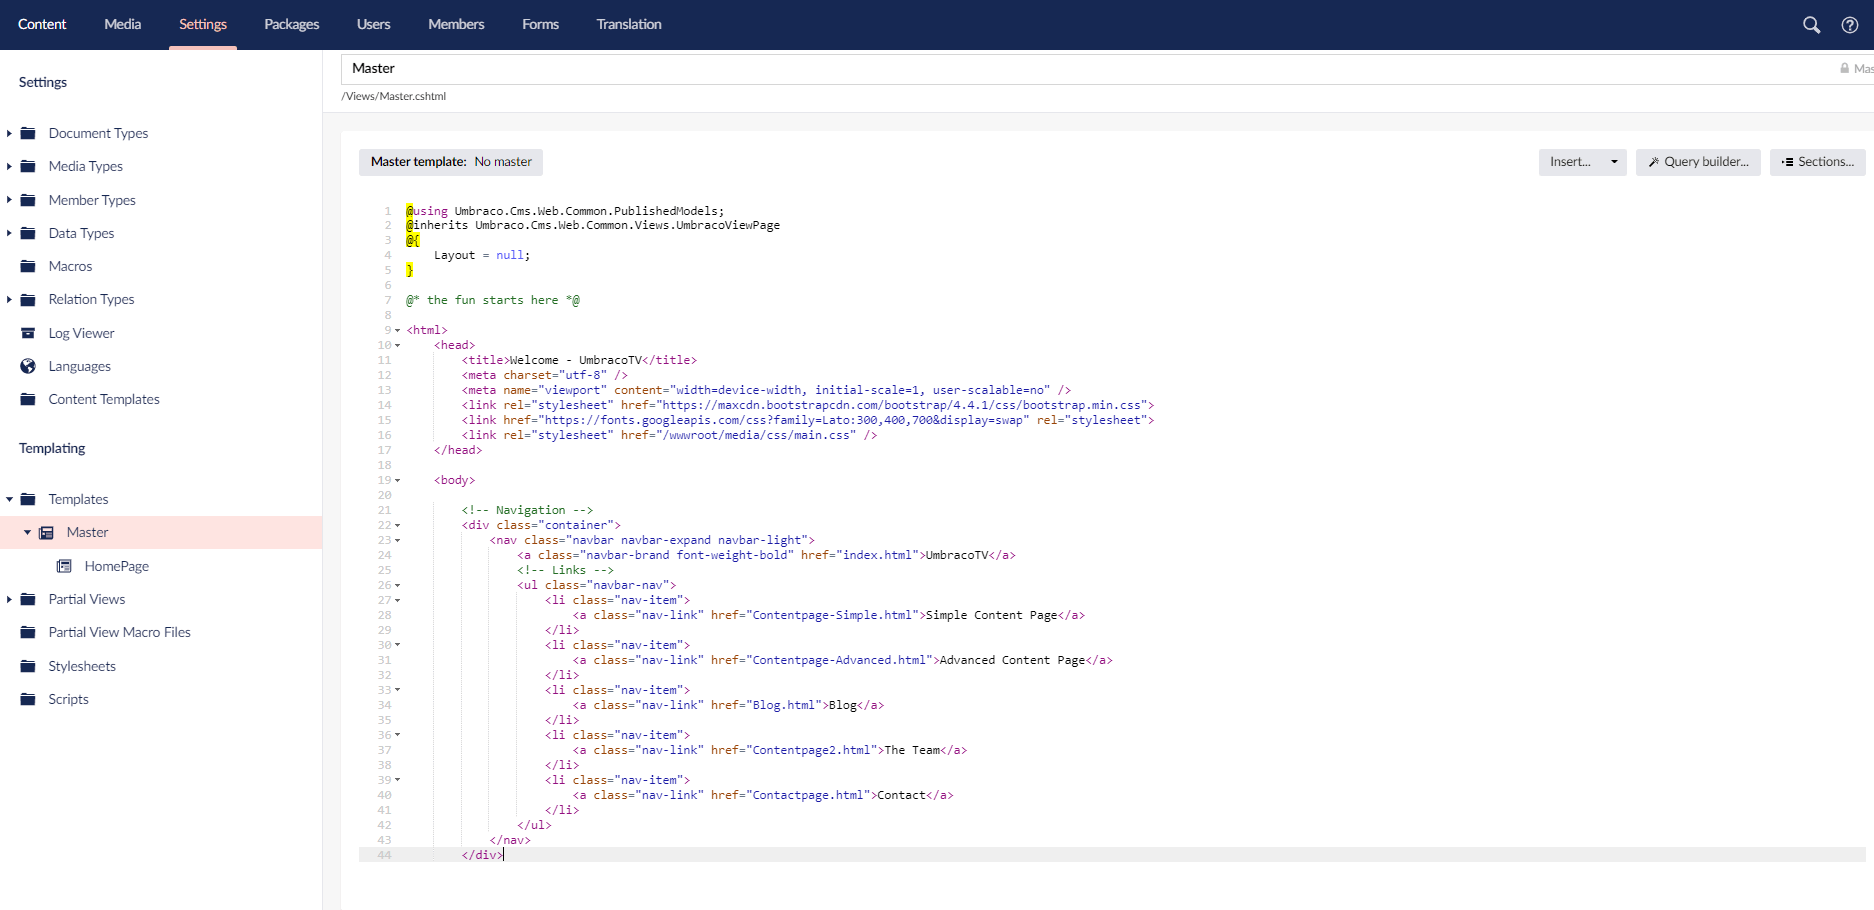 Content Media Settings Packages Users Members Forms Translation
Settings
Document Types
Media Types
Member Types
Data Types
Macros
Relation Types
Log Viewer
Languages
Content Templates
Templating
Templates
Master
HomePage
Partial Views
Partial View Macro Files
Stylesheets
Scripts
Master
Mas
/Views/Master.cshtml
Master template: No master
Insert... Query builder... Sections...
1 @using Umbraco.Cms.Web.Common.PublishedModels;
2 @inherits Umbraco.Cms.Web.Common.Views.UmbracoViewPage
3 @{
4 Layout = null;
5 }
6
7 @* the fun starts here *@
8
9 <html>
10 <head>
11 <title>Welcome - UmbracoTV</title>
12 <meta charset="utf-8" />
13 <meta name="viewport" content="width=device-width, initial-scale=1, user-scalable=no" />
14 <link rel="stylesheet" href="https://maxcdn.bootstrapcdn.com/bootstrap/4.4.1/css/bootstrap.min.css">
15 <link href="https://fonts.googleapis.com/css?family=Lato:300,400,700&display=swap" rel="stylesheet">
16 <link rel="stylesheet" href="/wwwroot/media/css/main.css" />
17 </head>
18
19 <body>
20
21 <!-- Navigation -->
22 <div class="container">
23 <nav class="navbar navbar-expand navbar-light">
24 <a class="navbar-brand font-weight-bold" href="index.html">UmbracoTV</a>
25 <!-- Links -->
26 <ul class="navbar-nav">
27 <li class="nav-item">
28 <a class="nav-link" href="Contentpage-Simple.html">Simple Content Page</a>
29 </li>
30 <li class="nav-item">
31 <a class="nav-link" href="Contentpage-Advanced.html">Advanced Content Page</a>
32 </li>
33 <li class="nav-item">
34 <a class="nav-link" href="Blog.html">Blog</a>
35 </li>
36 <li class="nav-item">
37 <a class="nav-link" href="Contentpage2.html">The Team</a>
38 </li>
39 <li class="nav-item">
40 <a class="nav-link" href="Contactpage.html">Contact</a>
41 </li>
42 </ul>
43 </nav>
44 </div>